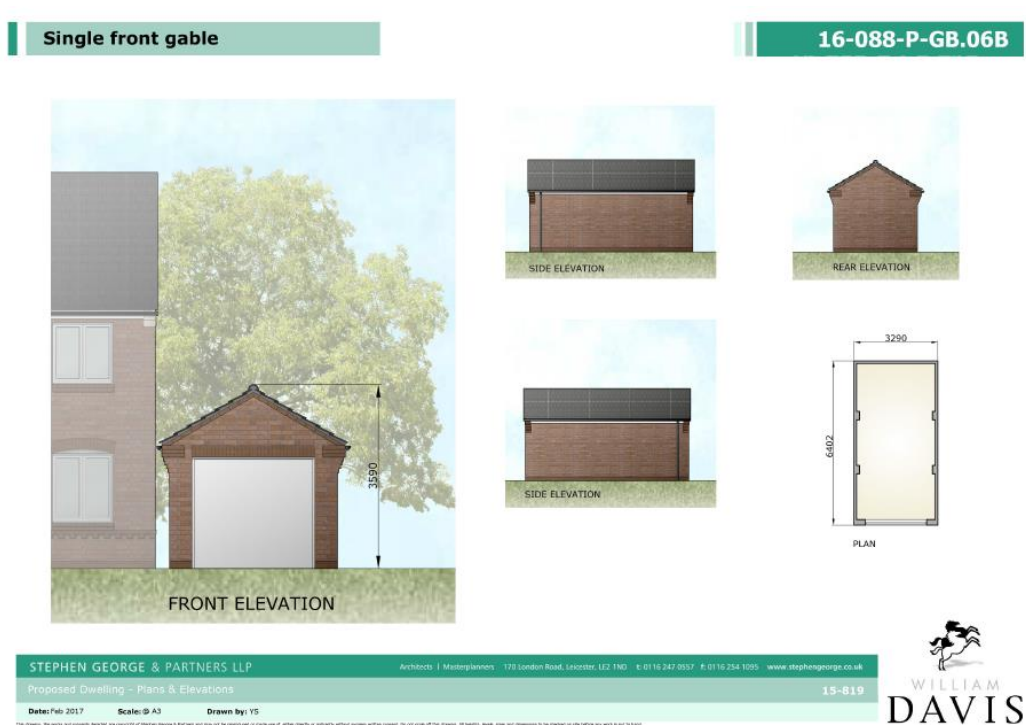 Single front gable
16-088-P-GB.06B
SIDE ELEVATION
REAR ELEVATION
3590
FRONT ELEVATION
SIDE ELEVATION
3290
6402
PLAN
STEPHEN GEORGE & PARTNERS LLP
Architects | Masterplanners 170 London Road, Leicester, LE2 1ND t: 0116 247 0557 f: 0116 254 1095 www.stephengeorge.co.uk
Proposed Dwelling - Plans & Elevations
15-819
Date: Feb 2017 Scale: @ A3 Drawn by: YS
WILLIAM
DAVIS